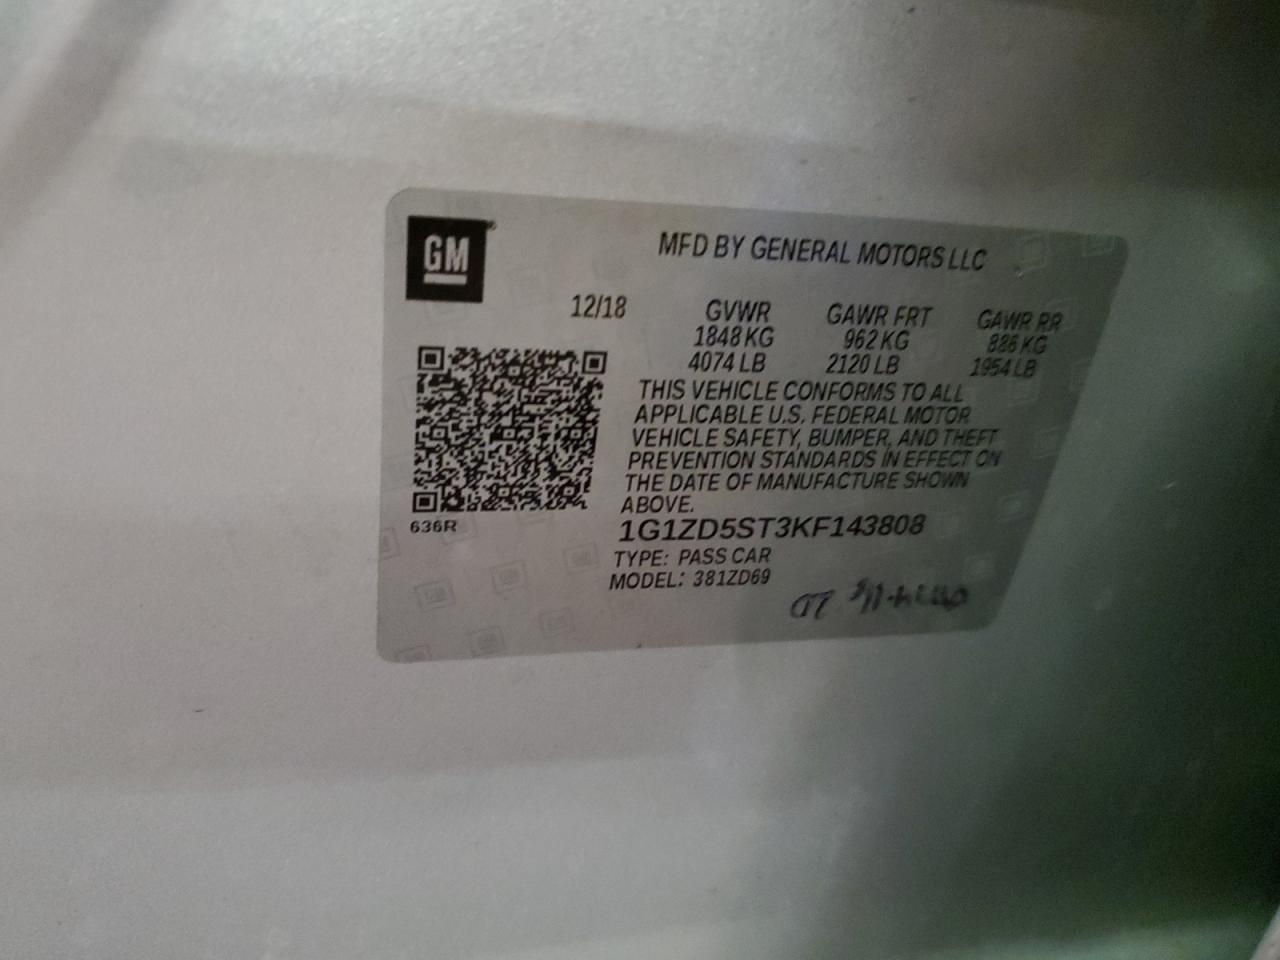 GM
MFD BY GENERAL MOTORS LLC
12/18
GVWR GAWR FRT GAWR RR
1848 KG 962 KG 886 KG
4074 LB 2120 LB 1954 LB
THIS VEHICLE CONFORMS TO ALL
APPLICABLE U.S. FEDERAL MOTOR
VEHICLE SAFETY, BUMPER, AND THEFT
PREVENTION STANDARDS IN EFFECT ON
THE DATE OF MANUFACTURE SHOWN
ABOVE.
636R
1G1ZD5ST3KF143808
TYPE: PASS CAR
MODEL: 381ZD69